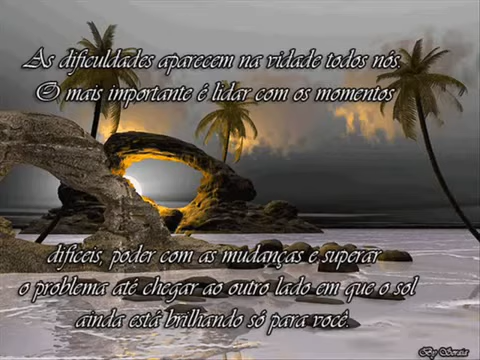 As dificuldades aparecem na vidade todos nós
O mais importante é lidar com os momentos
difíceis, poder com as mudanças e superar
o problema até chegar ao outro lado em que o sol
ainda está brilhando só para você.
By Soraia